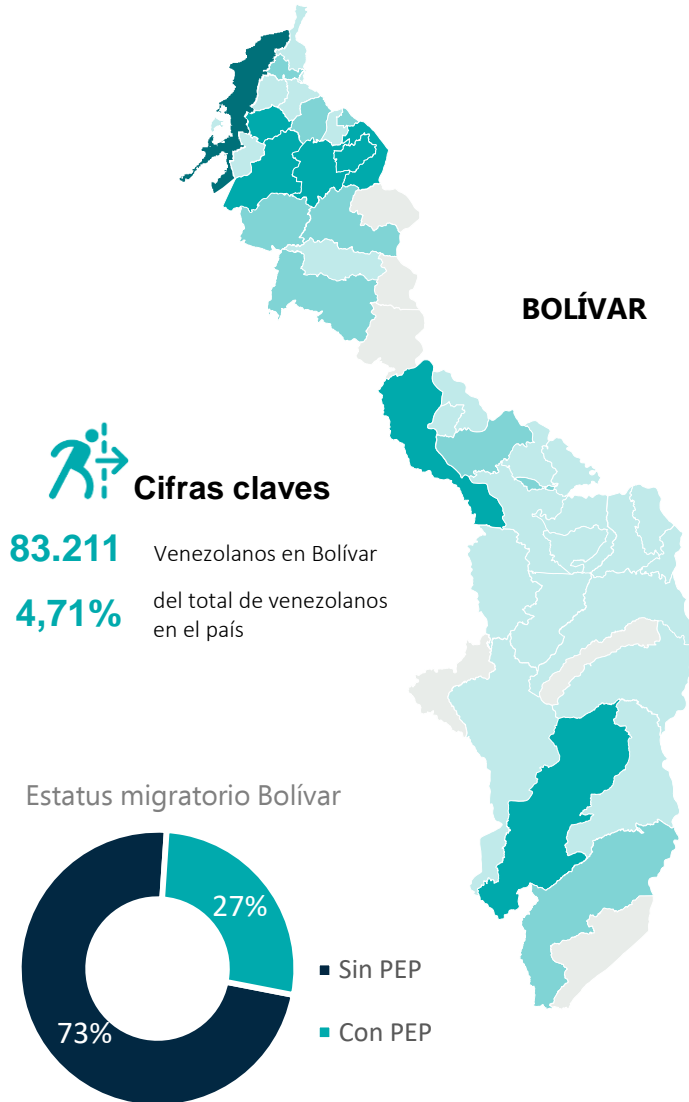 BOLÍVAR
Cifras claves
83.211
Venezolanos en Bolívar
4,71%
del total de venezolanos
en el país
Estatus migratorio Bolívar
27%
73%
Sin PEP
Con PEP